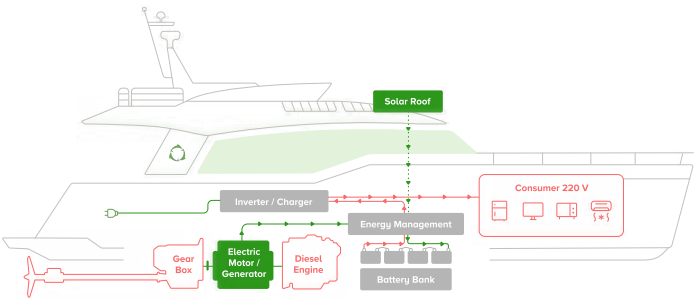 Solar Roof
Consumer 220 V
Inverter / Charger
Energy Management
Gear
Box
Electric
Motor /
Generator
Diesel
Engine
Battery Bank